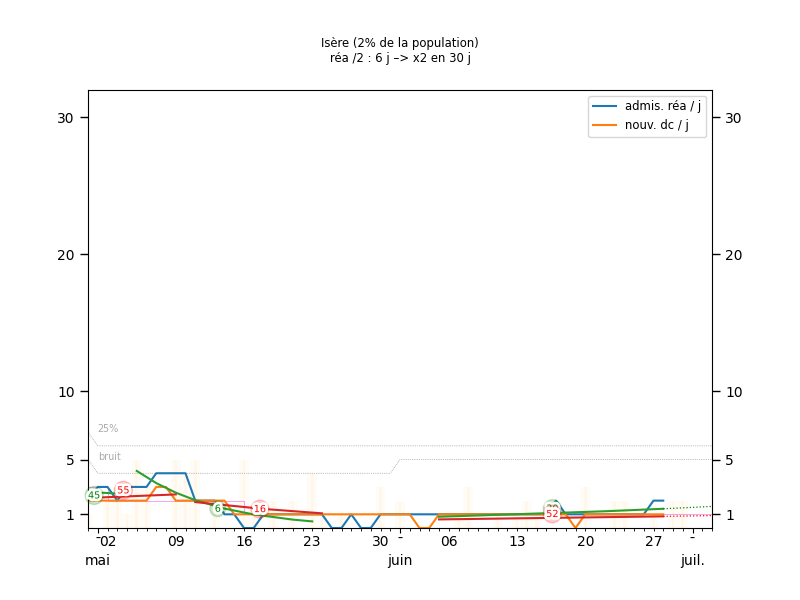 Isère (2% de la population)
réa /2 : 6 j –> x2 en 30 j
admis. réa / j
nouv. dc / j
30 30
20 20
10 10
25%
bruit
5 5
45 55 6 16 52
1 1
02 09 16 23 30 06 13 20 27
mai juin juil.